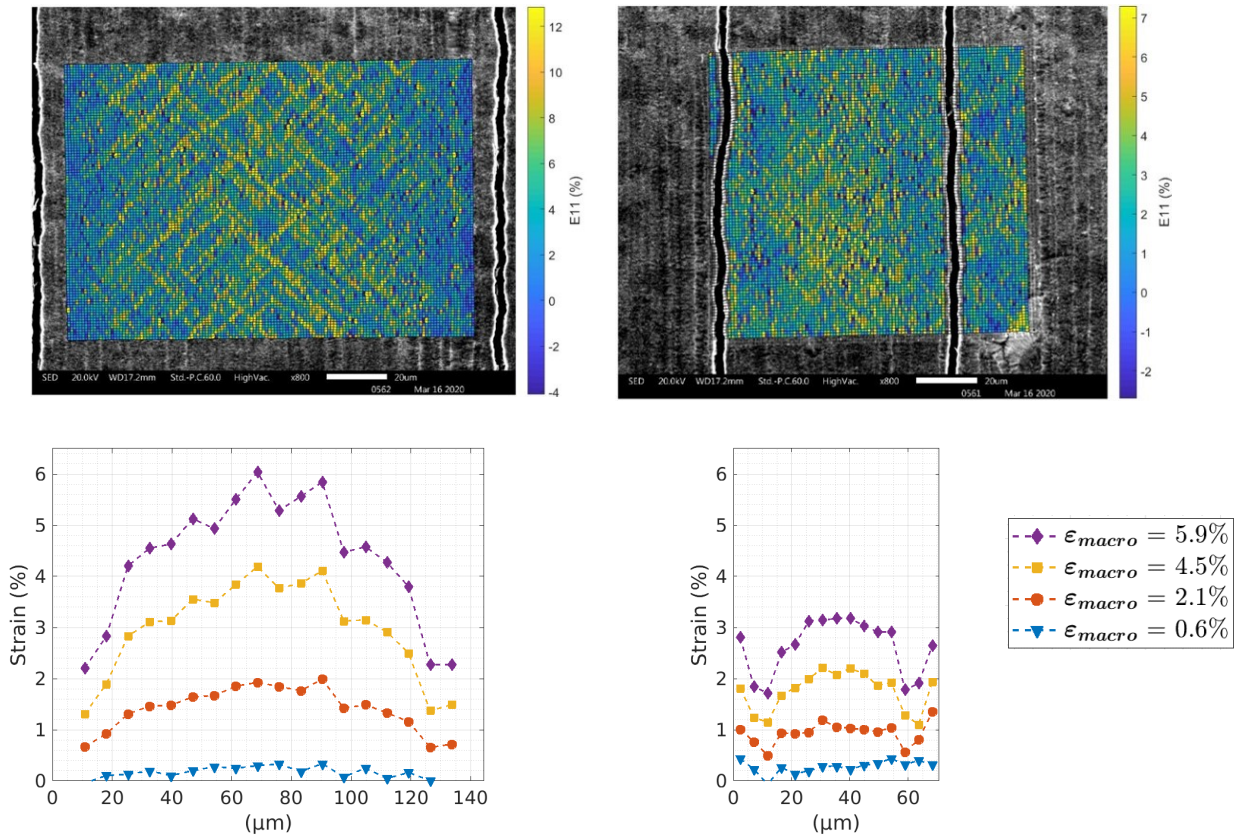 12
10
8
6
4
2
0
-2
-4
E11 (%)
SED 20.0kV WD17.2mm Std.-P.C.60.0 HighVac. x800 20um
0562 Mar 16 2020
7
6
5
4
3
2
1
0
-1
-2
E11 (%)
SED 20.0kV WD17.2mm Std.-P.C.60.0 HighVac. x800 20um
0561 Mar 16 2020
6
5
4
3
2
1
0
Strain (%)
0 20 40 60 80 100 120 140
(µm)
6
5
4
3
2
1
0
Strain (%)
0 20 40 60
(µm)
εmacro = 5.9%
εmacro = 4.5%
εmacro = 2.1%
εmacro = 0.6%